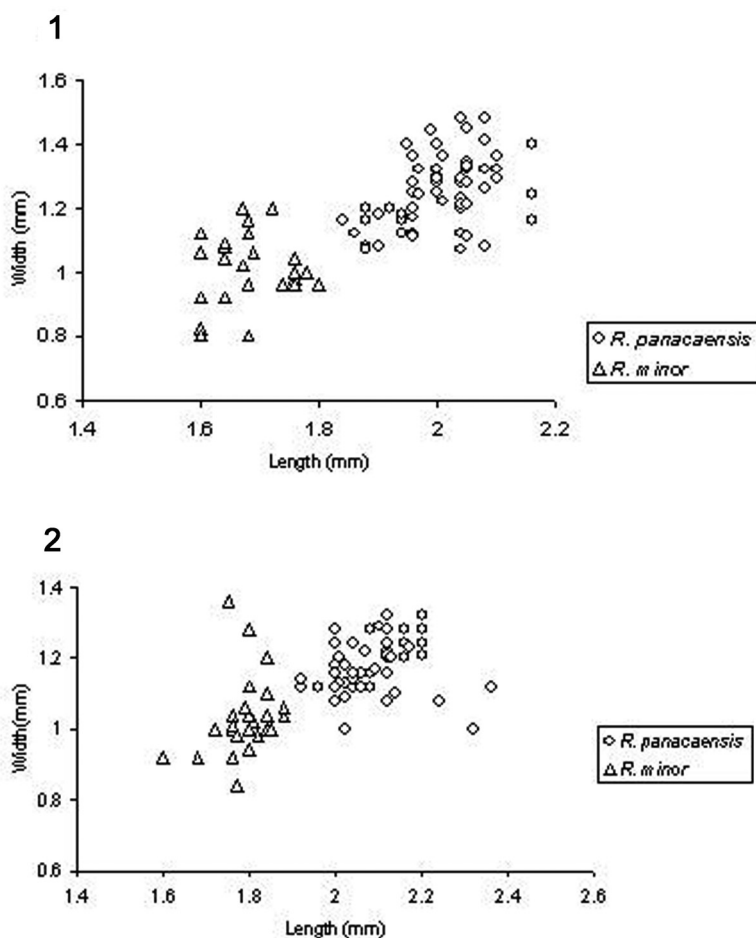 1
1.6
1.4
1.2
1
0.8
0.6
Width (mm)
1.4 1.6 1.8 2 2.2
Length (mm)
R. panacaensis
R. minor
2
1.4
1.2
1
0.8
0.6
Width(mm)
1.4 1.6 1.8 2 2.2 2.4 2.6
Length (mm)
R. panacaensis
R. minor